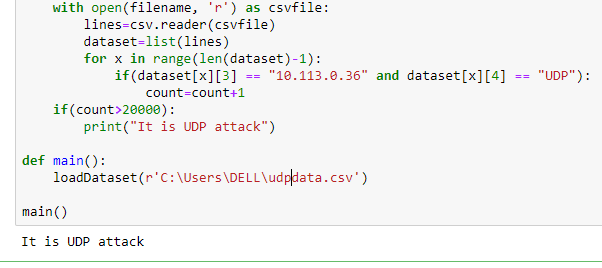 with open(filename, 'r') as csvfile:
lines=csv.reader(csvfile)
dataset=list(lines)
for x in range(len(dataset)-1):
if(dataset[x][3] == "10.113.0.36" and dataset[x][4] == "UDP"):
count=count+1
if(count>20000):
print("It is UDP attack")
def main():
loadDataset(r'C:\Users\DELL\udpdata.csv')
main()
It is UDP attack